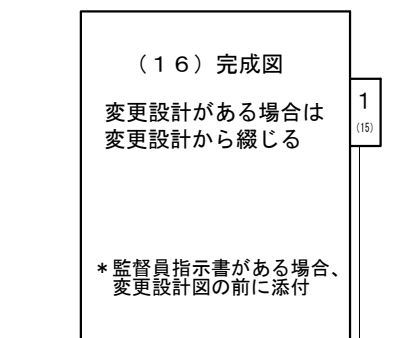 （１６）完成図
変更設計がある場合は
変更設計から綴じる
1
(15)
＊監督員指示書がある場合、
変更設計図の前に添付